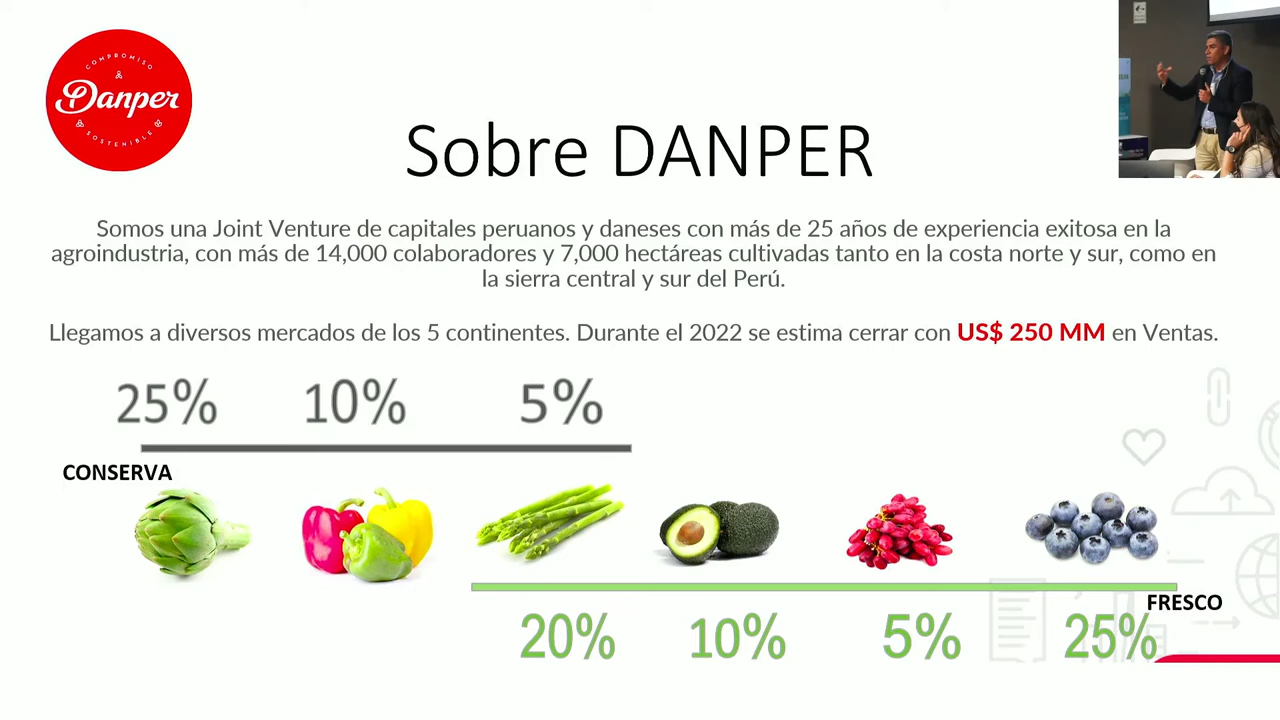 COMPROMISO
Danper
SOSTENIBLE
Sobre DANPER
Somos una Joint Venture de capitales peruanos y daneses con más de 25 años de experiencia exitosa en la
agroindustria, con más de 14,000 colaboradores y 7,000 hectáreas cultivadas tanto en la costa norte y sur, como en
la sierra central y sur del Perú.
Llegamos a diversos mercados de los 5 continentes. Durante el 2022 se estima cerrar con US$ 250 MM en Ventas.
25% 10% 5%
CONSERVA
FRESCO
20% 10% 5% 25%